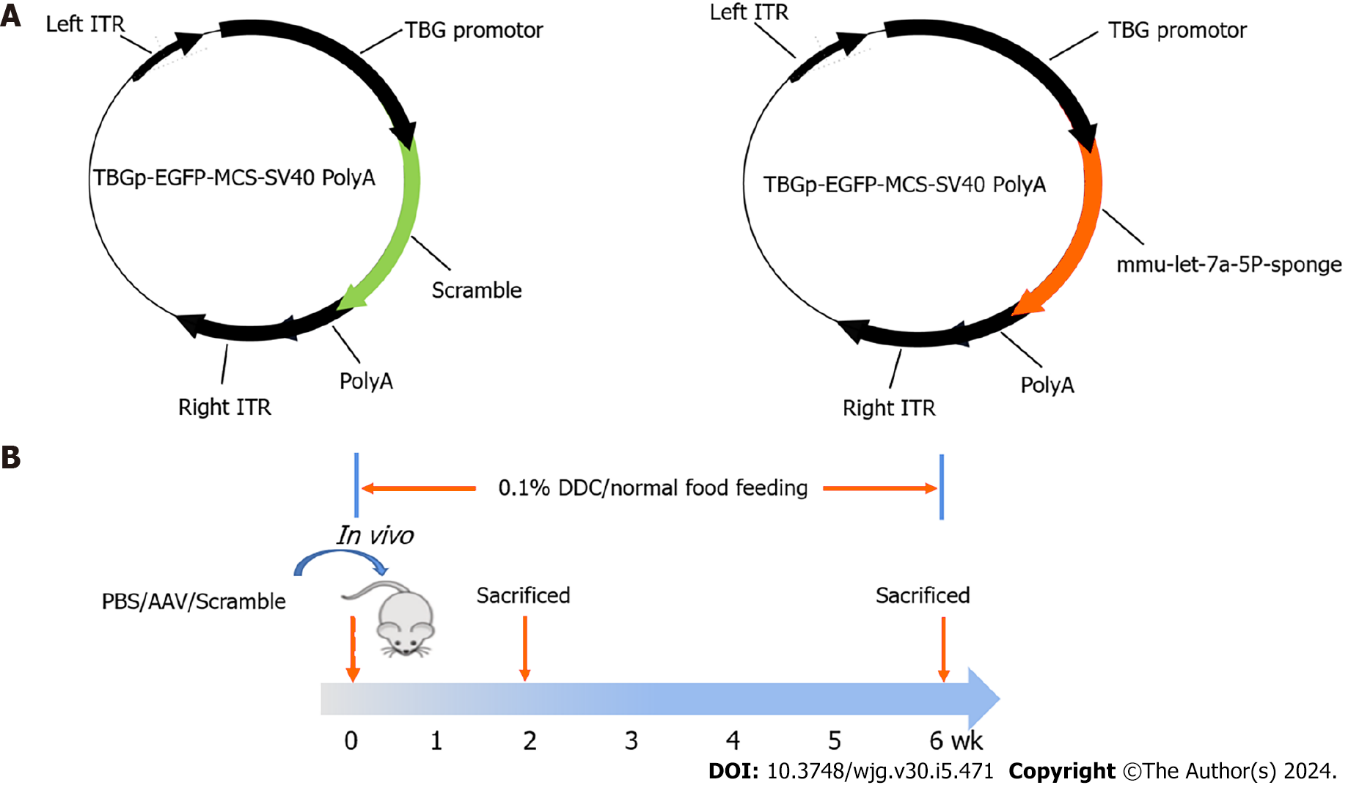 A
Left ITR
TBG promotor
TBGp-EGFP-MCS-SV40 PolyA
Scramble
PolyA
Right ITR
Left ITR
TBG promotor
TBGp-EGFP-MCS-SV40 PolyA
mmu-let-7a-5P-sponge
PolyA
Right ITR
B
0.1% DDC/normal food feeding
In vivo
PBS/AAV/Scramble
Sacrificed
Sacrificed
0 1 2 3 4 5 6 wk
DOI: 10.3748/wjg.v30.i5.471 Copyright ©The Author(s) 2024.